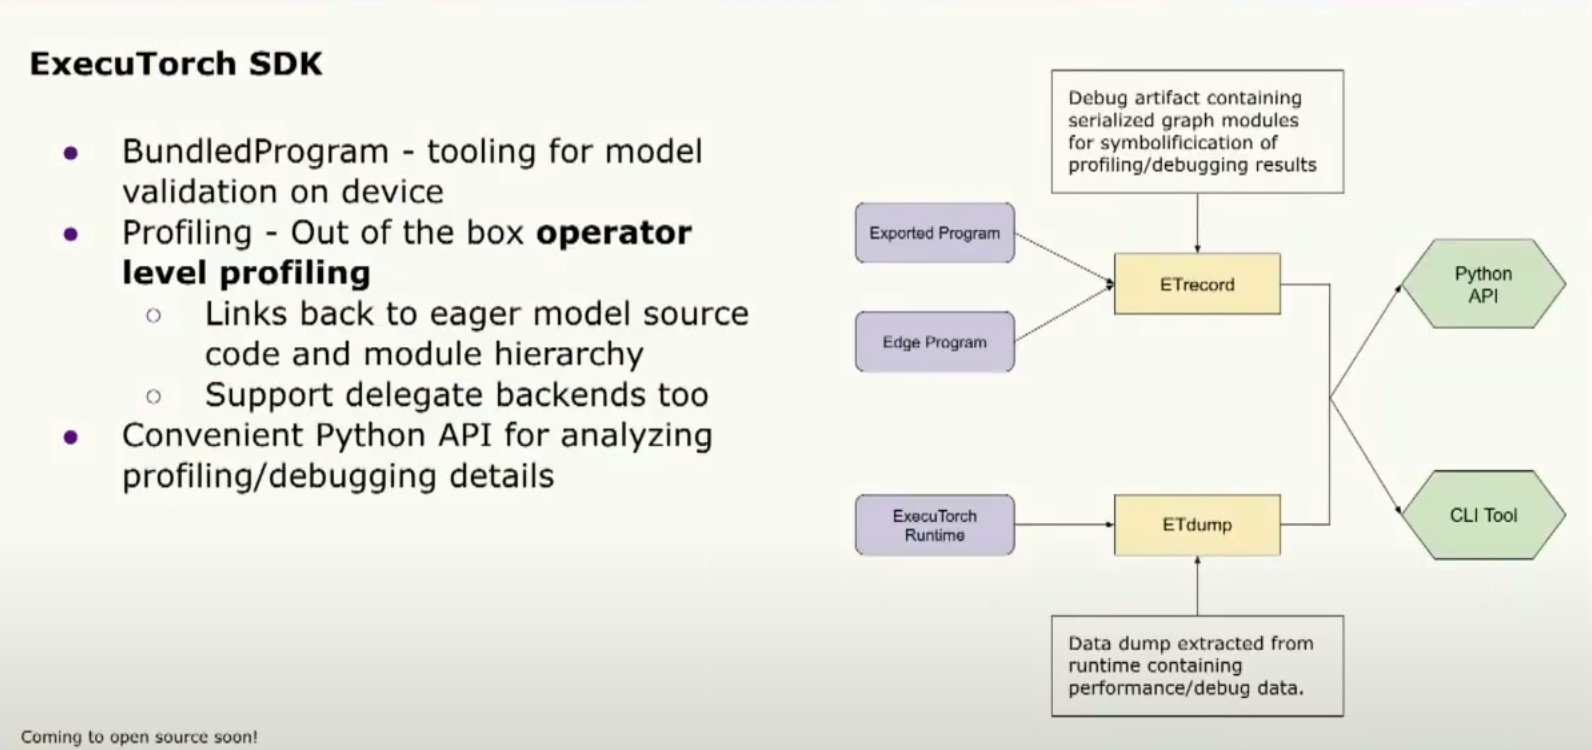 ExecuTorch SDK
BundledProgram - tooling for model
validation on device
Profiling - Out of the box operator
level profiling
Links back to eager model source
code and module hierarchy
Support delegate backends too
Convenient Python API for analyzing
profiling/debugging details
Debug artifact containing
serialized graph modules
for symbolificication of
profiling/debugging results
Exported Program
ETrecord
Edge Program
Python
API
ExecuTorch
Runtime
ETdump
CLI Tool
Data dump extracted from
runtime containing
performance/debug data.
Coming to open source soon!